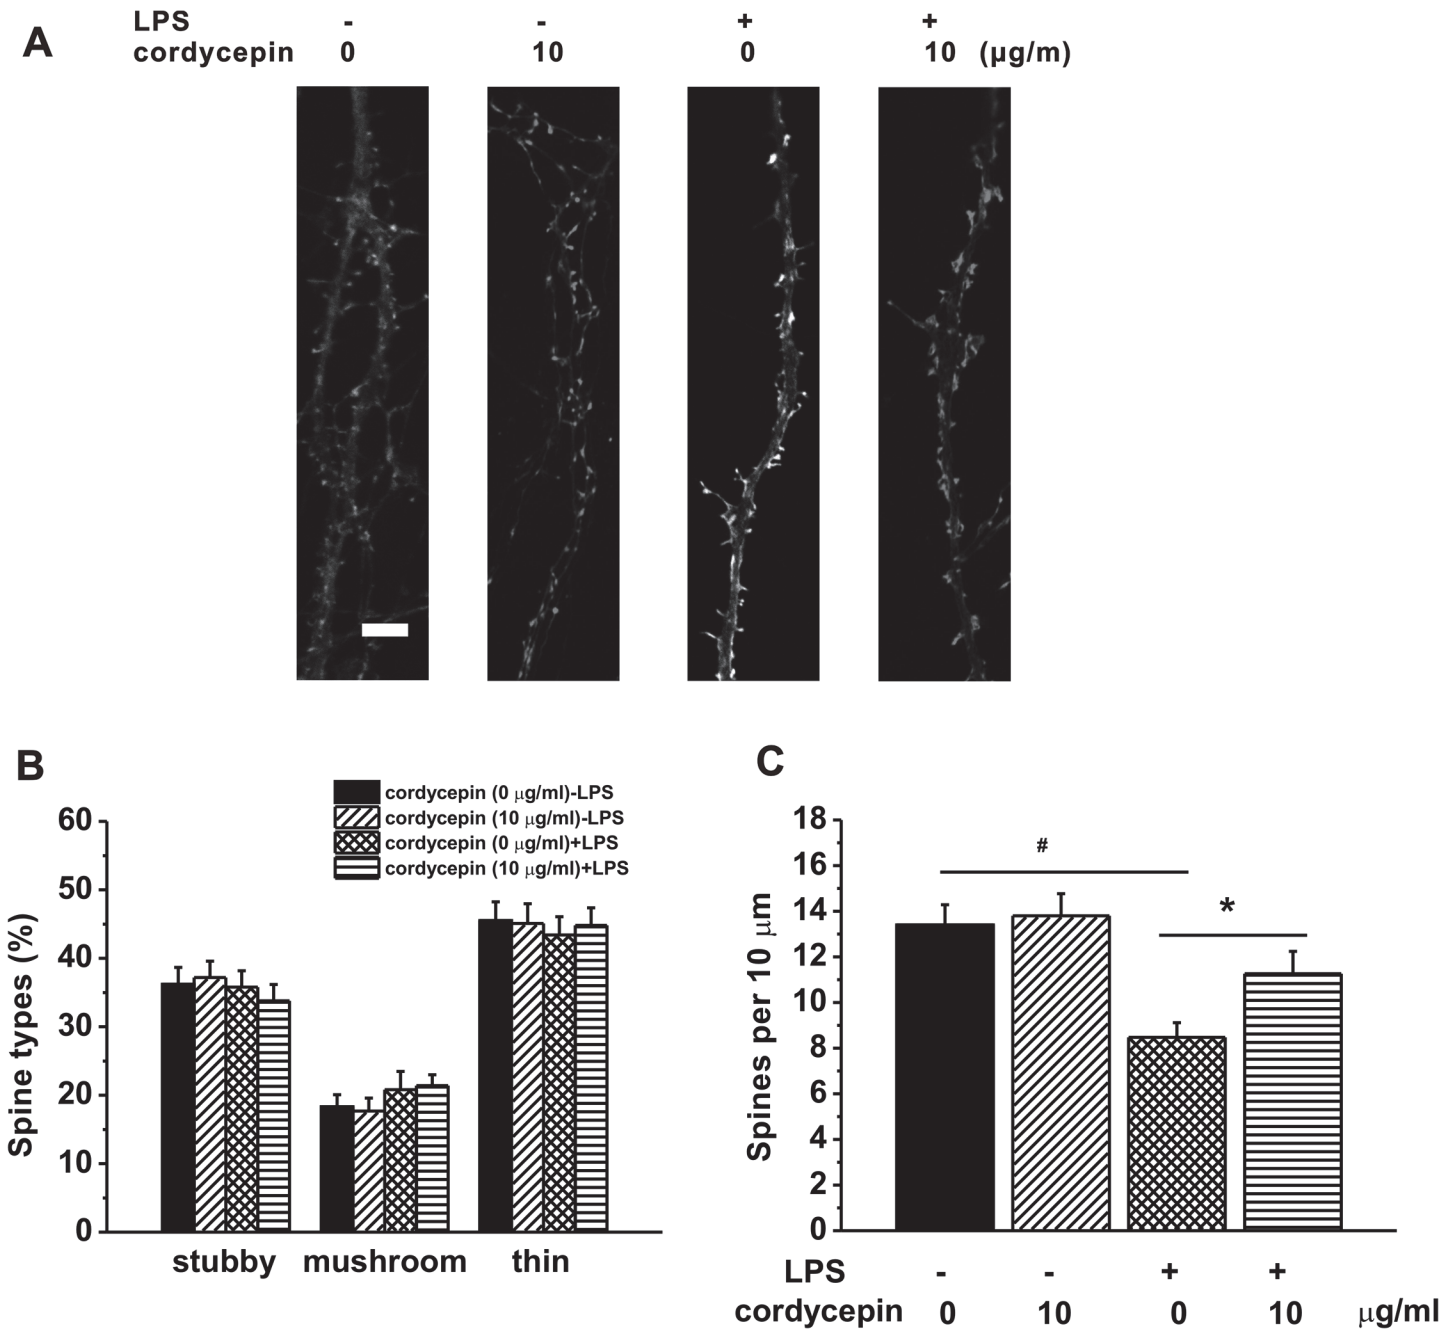 A
LPS - - + +
cordycepin 0 10 0 10 (μg/m)
B
cordycepin (0 μg/ml)-LPS
cordycepin (10 μg/ml)-LPS
cordycepin (0 μg/ml)+LPS
cordycepin (10 μg/ml)+LPS
Spine types (%)
60
50
40
30
20
10
0
stubby mushroom thin
C
Spines per 10 μm
18
16
14
12
10
8
6
4
2
0
#
*
LPS - - + +
cordycepin 0 10 0 10 μg/ml